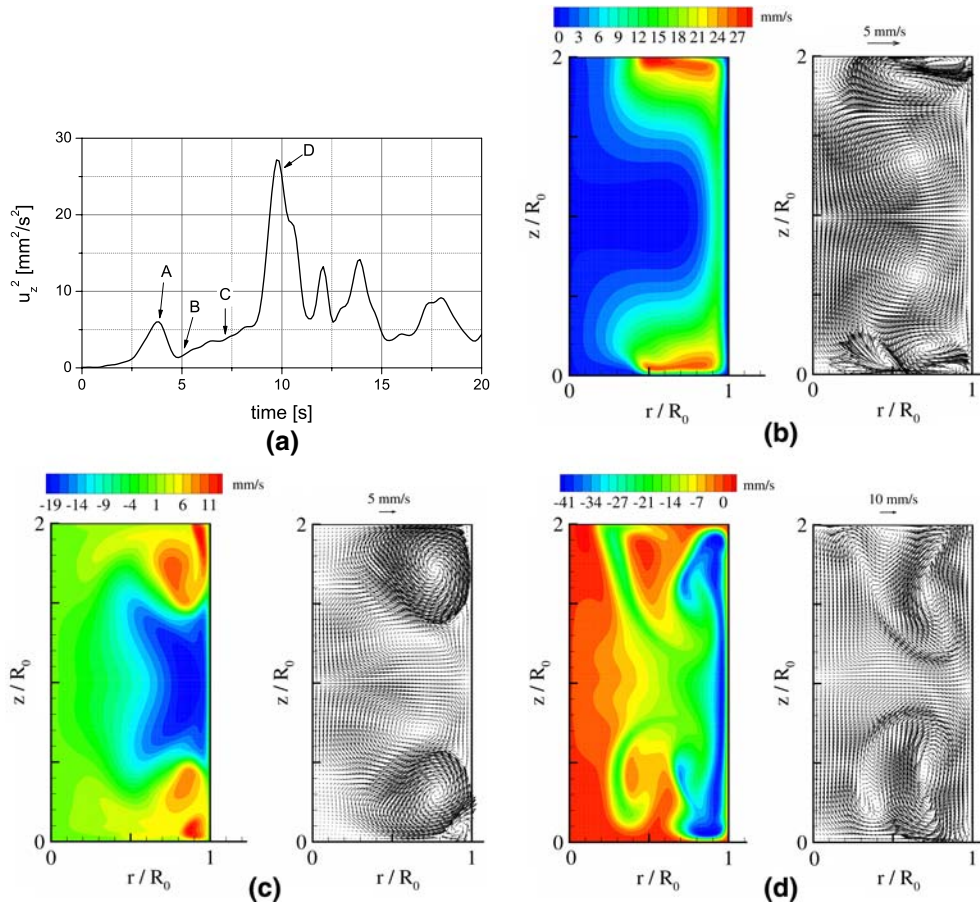 30
25
20
15
10
5
0
0 5 10 15 20
u_z^2 [mm^2/s^2]
A
B
C
D
time [s]
(a)
mm/s
0 3 6 9 12 15 18 21 24 27
5 mm/s
2
z / R_0
0
0 1
r / R_0
2
z / R_0
0
0 1
r / R_0
(b)
mm/s
-19 -14 -9 -4 1 6 11
5 mm/s
2
z / R_0
0
0 1
r / R_0
2
z / R_0
0
0 1
r / R_0
(c)
mm/s
-41 -34 -27 -21 -14 -7 0
10 mm/s
2
z / R_0
0
0 1
r / R_0
2
z / R_0
0
0 1
r / R_0
(d)